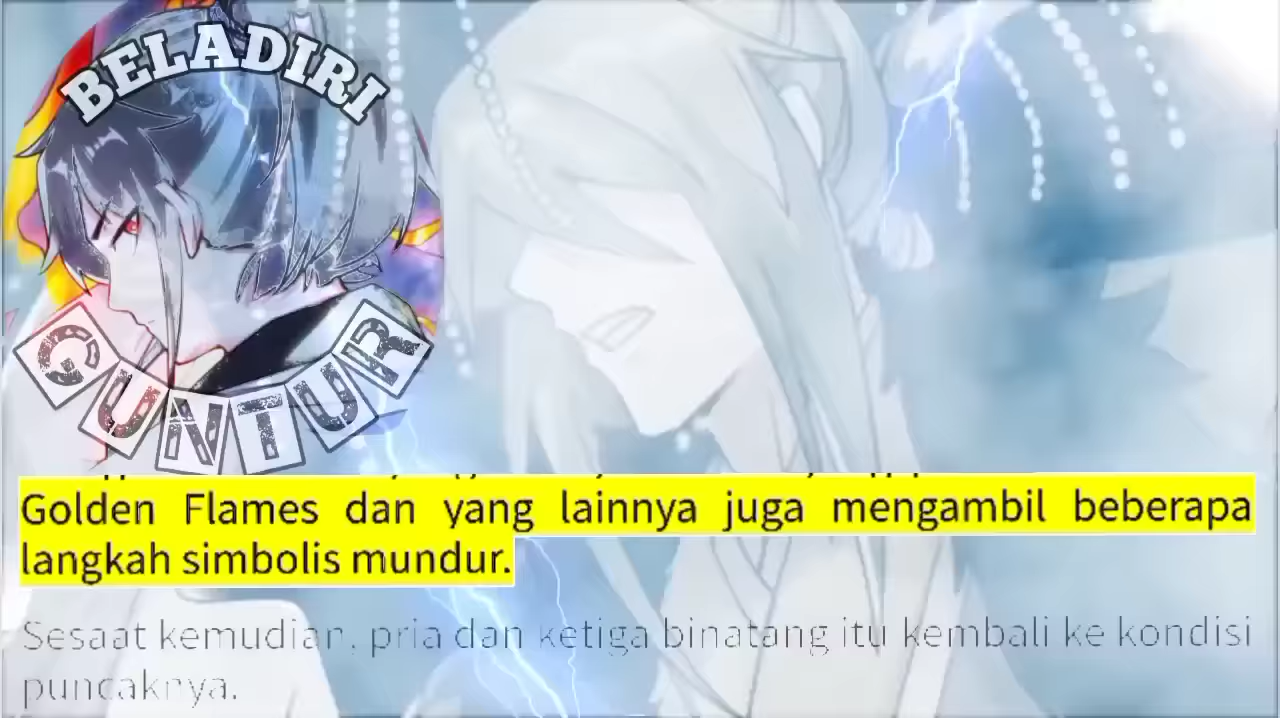 BELADIRI
GUNTUR
Golden Flames dan yang lainnya juga mengambil beberapa
langkah simbolis mundur.
Sesaat kemudian, pria dan ketiga binatang itu kembali ke kondisi
puncaknya.